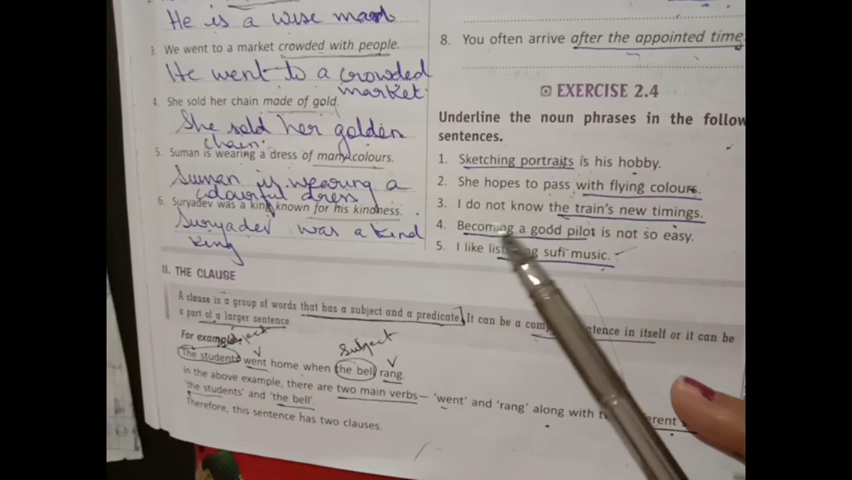 He is a wise man
3. We went to a market crowded with people.
He went to a crowded
market.
4. She sold her chain made of gold.
She sold her golden
chain.
5. Suman is wearing a dress of many colours.
Suman is wearing a
colourful dress
6. Suryadev was a king known for his kindness.
Suryadev was a kind
king
II. THE CLAUSE
A clause is a group of words that has a subject and a predicate. It can be a sentence in itself or it can be
a part of a larger sentence.
For example, subject Subject
The students went home when the bell rang.
V V
In the above example, there are two main verbs– 'went' and 'rang' along with
'the students' and 'the bell'.
Therefore, this sentence has two clauses.
8. You often arrive after the appointed time.
EXERCISE 2.4
Underline the noun phrases in the
sentences.
1. Sketching portraits is his hobby.
2. She hopes to pass with flying colours.
3. I do not know the train's new timings.
4. Becoming a godd pilot is not so easy.
5. I like sufi music.